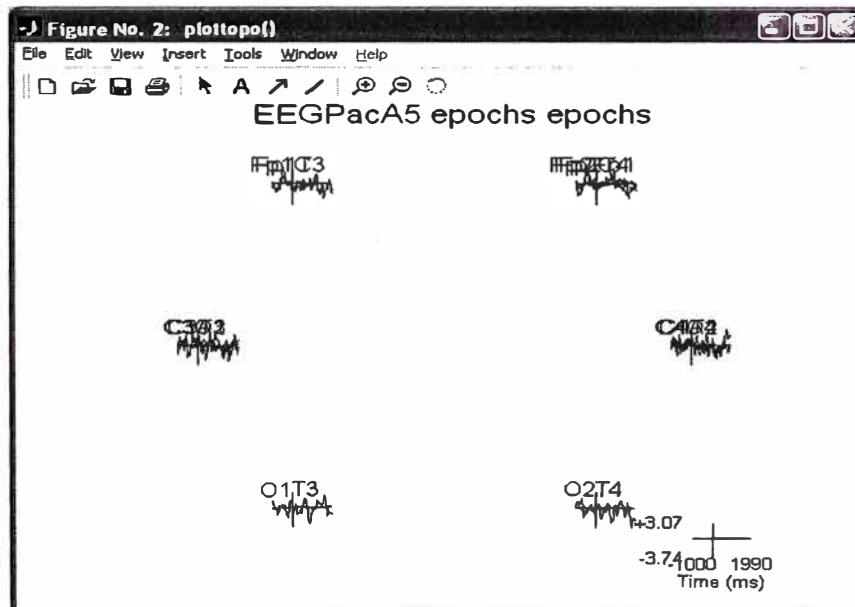 Figure No. 2: plottopo()
File Edit View Insert Tools Window Help
A
EEGPacA5 epochs epochs
O1T3
O2T4
+3.07
-3.74
-1000 1990
Time (ms)